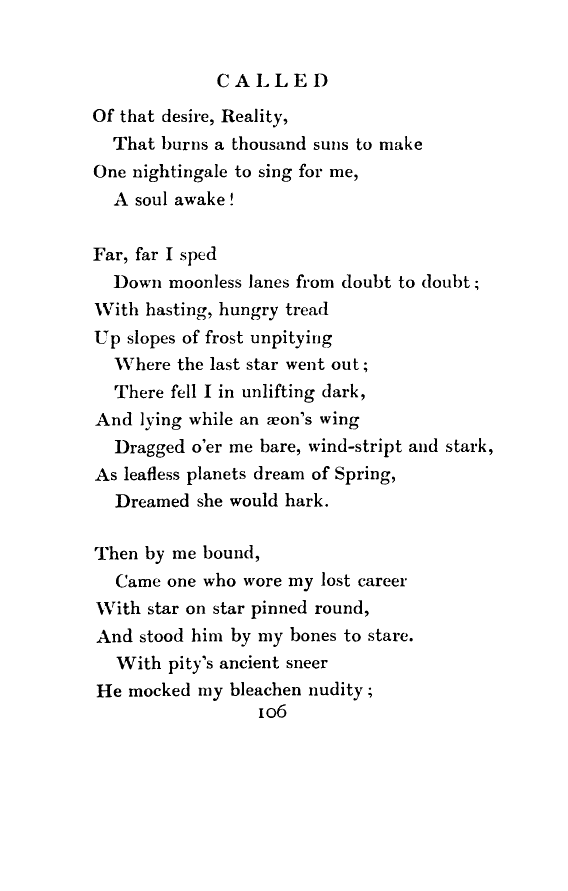 CALLED
Of that desire, Reality,
That burns a thousand suns to make
One nightingale to sing for me,
A soul awake!
Far, far I sped
Down moonless lanes from doubt to doubt;
With hasting, hungry tread
Up slopes of frost unpitying
Where the last star went out;
There fell I in unlifting dark,
And lying while an æon's wing
Dragged o'er me bare, wind-stript and stark,
As leafless planets dream of Spring,
Dreamed she would hark.
Then by me bound,
Came one who wore my lost career
With star on star pinned round,
And stood him by my bones to stare.
With pity's ancient sneer
He mocked my bleachen nudity;
106